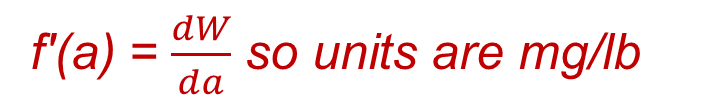 f'(a) = dW/da so units are mg/lb